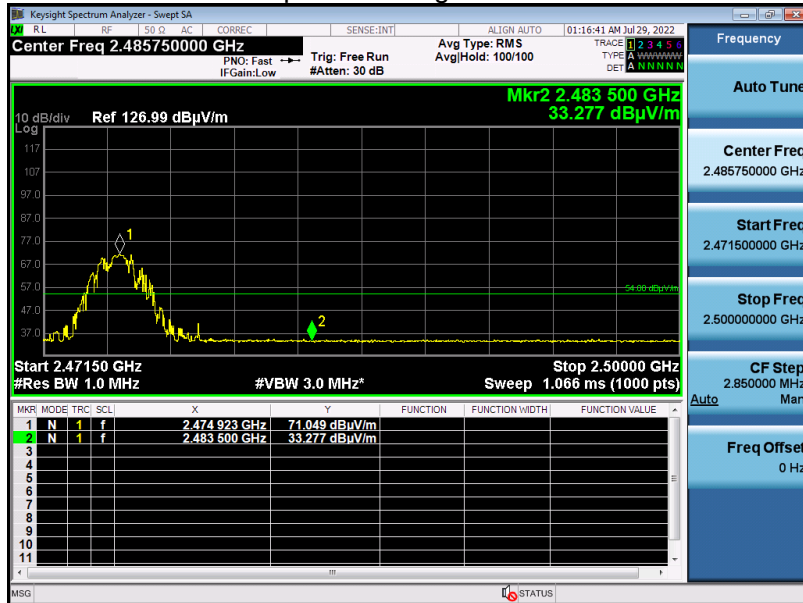 Keysight Spectrum Analyzer - Swept SA
LXI RL RF 50 Ω AC CORREC SENSE:INT ALIGN AUTO 01:16:41 AM Jul 29, 2022
Center Freq 2.485750000 GHz
PNO: Fast
IFGain:Low
Trig: Free Run
#Atten: 30 dB
Avg Type: RMS
Avg|Hold: 100/100
TRACE 1 2 3 4 5 6
TYPE A WWWWW
DET A N N N N N
Mkr2 2.483 500 GHz
33.277 dBµV/m
10 dB/div Ref 126.99 dBµV/m
Log
117
107
97.0
87.0
77.0
67.0
57.0
47.0
37.0
1
2
54.00 dBµV/m
Start 2.47150 GHz Stop 2.50000 GHz
#Res BW 1.0 MHz #VBW 3.0 MHz* Sweep 1.066 ms (1000 pts)
MKR MODE TRC SCL X Y FUNCTION FUNCTION WIDTH FUNCTION VALUE
1 N 1 f 2.474 923 GHz 71.049 dBµV/m
2 N 1 f 2.483 500 GHz 33.277 dBµV/m
3
4
5
6
7
8
9
10
11
MSG STATUS
Frequency
Auto Tune
Center Freq
2.485750000 GHz
Start Freq
2.471500000 GHz
Stop Freq
2.500000000 GHz
CF Step
2.850000 MHz
Auto Man
Freq Offset
0 Hz